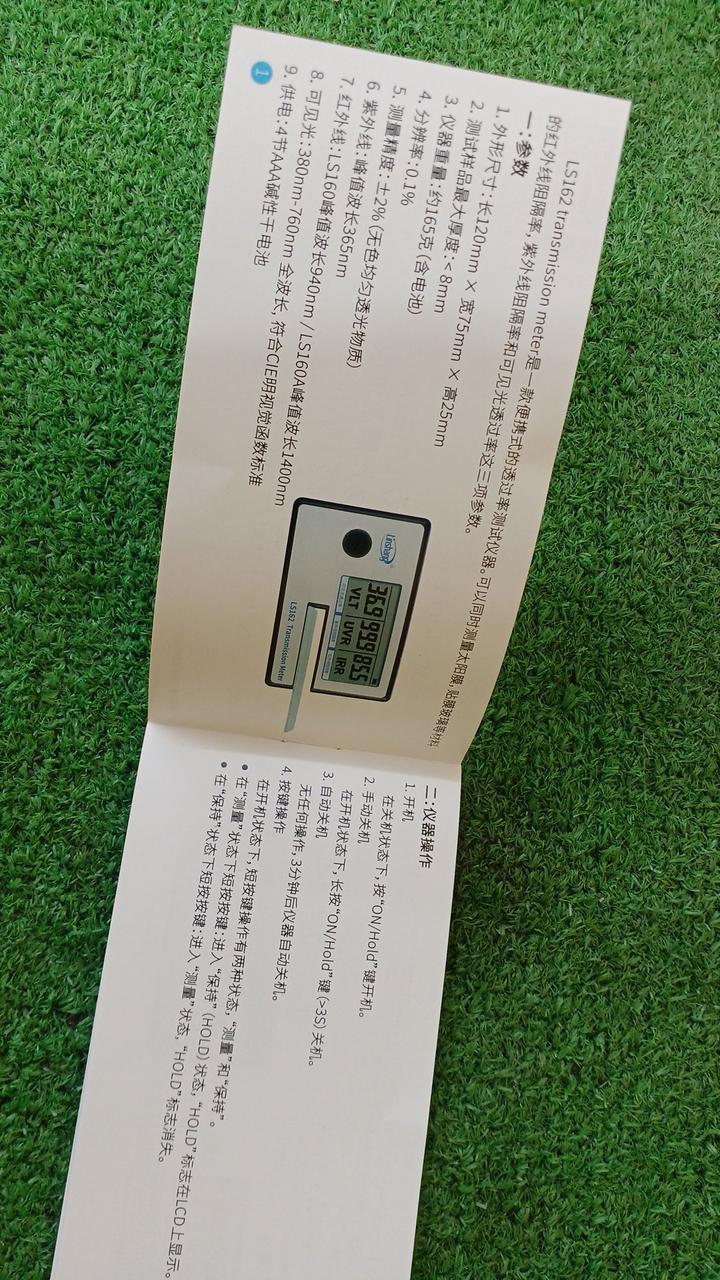 LS162 transmission meter是一款便携式的透过率测试仪器。可以同时测量太阳膜，贴膜玻璃等材料
的红外线阻隔率，紫外线阻隔率和可见光透过率这三项参数。
一:参数
1. 外形尺寸:长120mm × 宽75mm × 高25mm
2. 测试样品最大厚度:<8mm
3. 仪器重量:约165克(含电池)
4. 分辨率:0.1%
5. 测量精度:±2% (无色均匀透光物质)
6. 紫外线:峰值波长365nm
7. 红外线:LS160峰值波长940nm / LS160A峰值波长1400nm
8. 可见光:380nm-760nm 全波长, 符合CIE明视觉函数标准
9. 供电:4节AAA碱性干电池
1
Linshang
36.9 99.9 85.5
VLT UVR IRR
LS162 Transmission Meter
二:仪器操作
1. 开机
在关机状态下, 按“ON/Hold”键开机。
2. 手动关机
在开机状态下, 长按“ON/Hold”键 (>3S) 关机。
3. 自动关机
无任何操作, 3分钟后仪器自动关机。
4. 按键操作
在开机状态下, 短按键操作有两种状态, “测量”和“保持”。
• 在“测量”状态下短按按键:进入“保持”(HOLD) 状态, “HOLD”标志在LCD上显示。
• 在“保持”状态下短按按键:进入“测量”状态, “HOLD”标志消失。